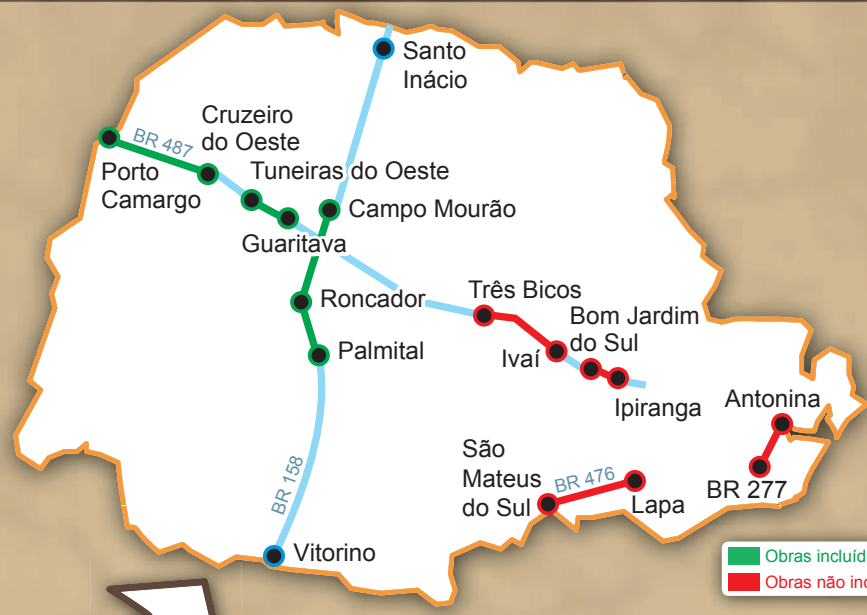 Santo
Inácio
Cruzeiro
do Oeste
BR 487
Porto
Camargo
Tuneiras do Oeste
Campo Mourão
Guaritava
Roncador
Três Bicos
Bom Jardim
do Sul
Palmital
Ivaí
Ipiranga
Antonina
São
Mateus
do Sul
BR 476
Lapa
BR 277
BR 158
Vitorino
Obras incluíd
Obras não inc